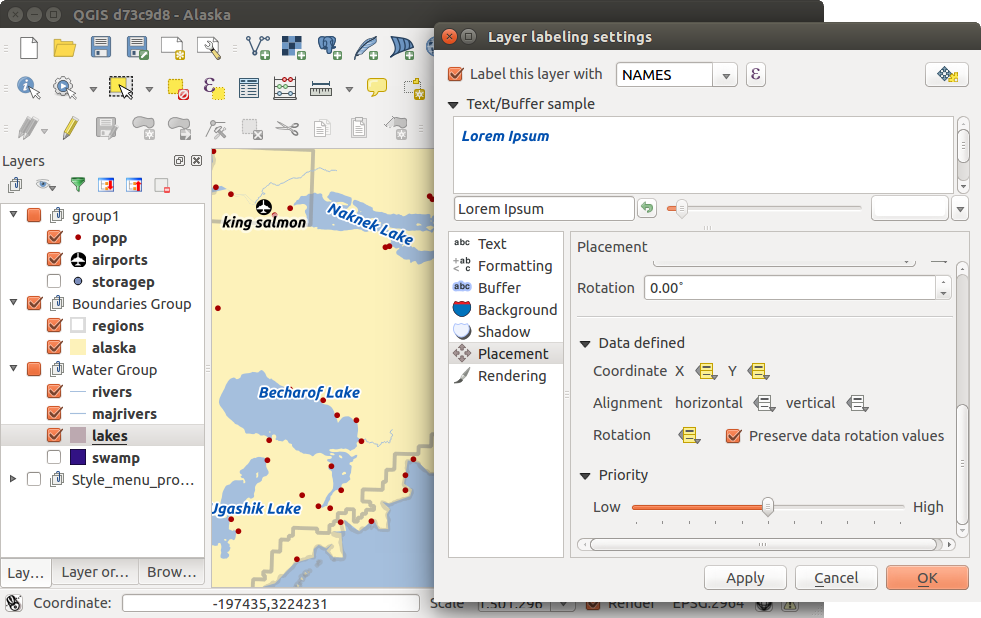 QGIS d73c9d8 - Alaska
Layers
group1
popp
airports
storagep
Boundaries Group
regions
alaska
Water Group
rivers
majrivers
lakes
swamp
Style_menu_pro...
Lay...
Layer or...
Brow...
king salmon
Naknek Lake
Becharof Lake
Ugashik Lake
Coordinate:
-197435,3224231
Scale
Render
EPSG:2964
Layer labeling settings
Label this layer with
NAMES
ε
Text/Buffer sample
Lorem Ipsum
Lorem Ipsum
abc Text
+ab < c Formatting
abc Buffer
Background
Shadow
Placement
Rendering
Placement
Rotation
0.00˚
Data defined
Coordinate X Y
Alignment horizontal vertical
Rotation
Preserve data rotation values
Priority
Low
High
Apply
Cancel
OK